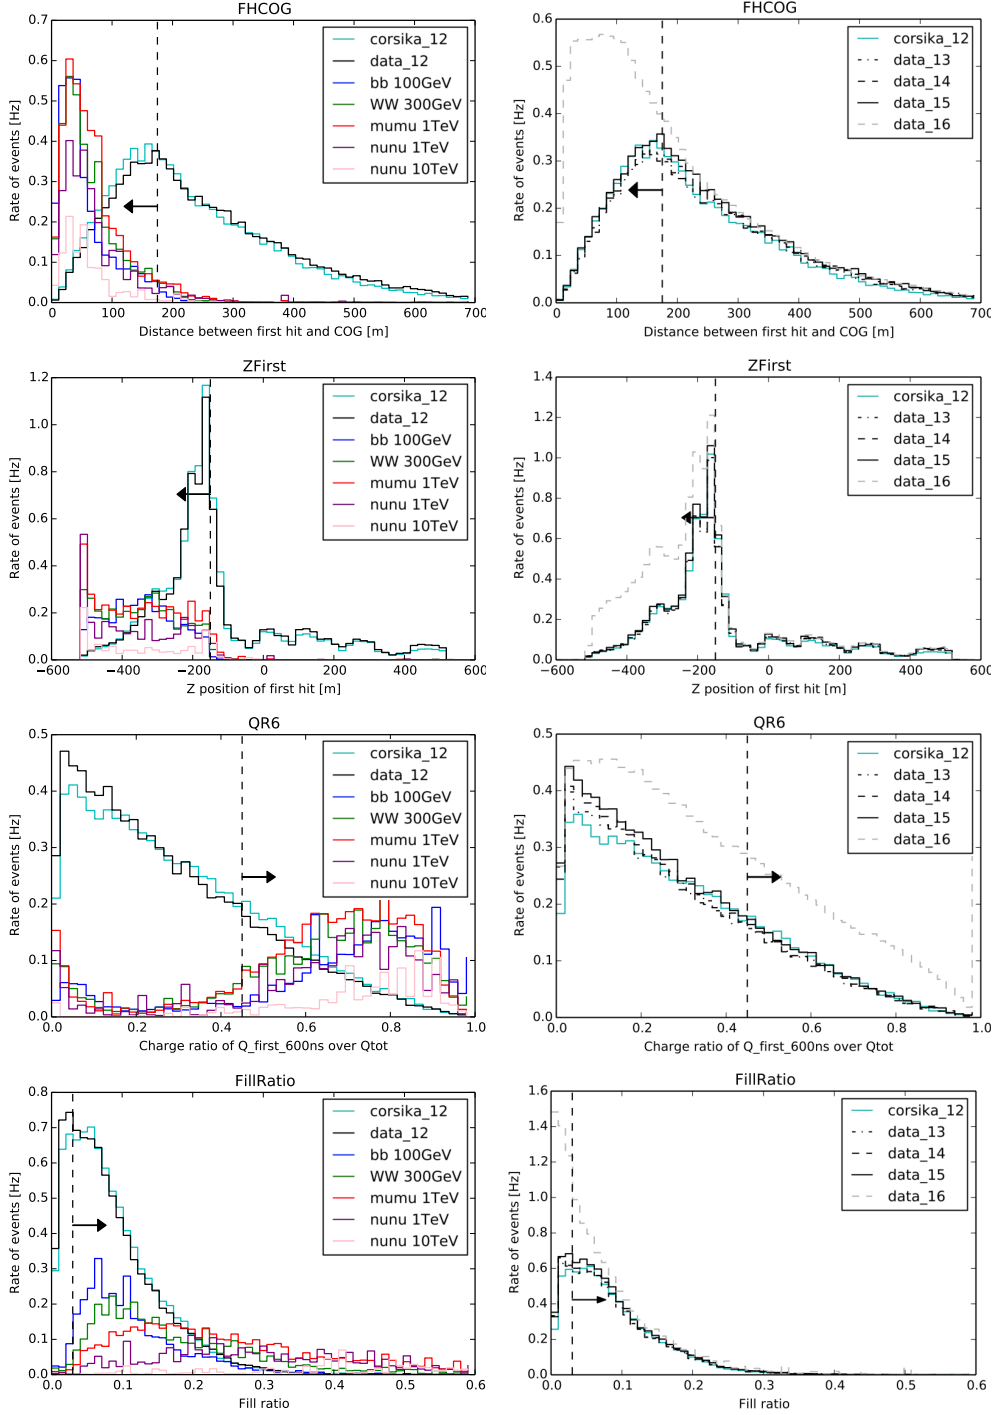 FHCOG
Rate of events [Hz]
0.7
0.6
0.5
0.4
0.3
0.2
0.1
0.0
corsika_12
data_12
bb 100GeV
WW 300GeV
mumu 1TeV
nunu 1TeV
nunu 10TeV
0 100 200 300 400 500 600 700
Distance between first hit and COG [m]
FHCOG
Rate of events [Hz]
0.6
0.5
0.4
0.3
0.2
0.1
0.0
corsika_12
data_13
data_14
data_15
data_16
0 100 200 300 400 500 600 700
Distance between first hit and COG [m]
ZFirst
Rate of events [Hz]
1.2
1.0
0.8
0.6
0.4
0.2
0.0
corsika_12
data_12
bb 100GeV
WW 300GeV
mumu 1TeV
nunu 1TeV
nunu 10TeV
−600 −400 −200 0 200 400 600
Z position of first hit [m]
ZFirst
Rate of events [Hz]
1.4
1.2
1.0
0.8
0.6
0.4
0.2
0.0
corsika_12
data_13
data_14
data_15
data_16
−600 −400 −200 0 200 400 600
Z position of first hit [m]
QR6
Rate of events [Hz]
0.5
0.4
0.3
0.2
0.1
0.0
corsika_12
data_12
bb 100GeV
WW 300GeV
mumu 1TeV
nunu 1TeV
nunu 10TeV
0.0 0.2 0.4 0.6 0.8 1.0
Charge ratio of Q_first_600ns over Qtot
QR6
Rate of events [Hz]
0.5
0.4
0.3
0.2
0.1
0.0
corsika_12
data_13
data_14
data_15
data_16
0.0 0.2 0.4 0.6 0.8 1.0
Charge ratio of Q_first_600ns over Qtot
FillRatio
Rate of events [Hz]
0.8
0.7
0.6
0.5
0.4
0.3
0.2
0.1
0.0
corsika_12
data_12
bb 100GeV
WW 300GeV
mumu 1TeV
nunu 1TeV
nunu 10TeV
0.0 0.1 0.2 0.3 0.4 0.5 0.6
Fill ratio
FillRatio
Rate of events [Hz]
1.6
1.4
1.2
1.0
0.8
0.6
0.4
0.2
0.0
corsika_12
data_13
data_14
data_15
data_16
0.0 0.1 0.2 0.3 0.4 0.5 0.6
Fill ratio